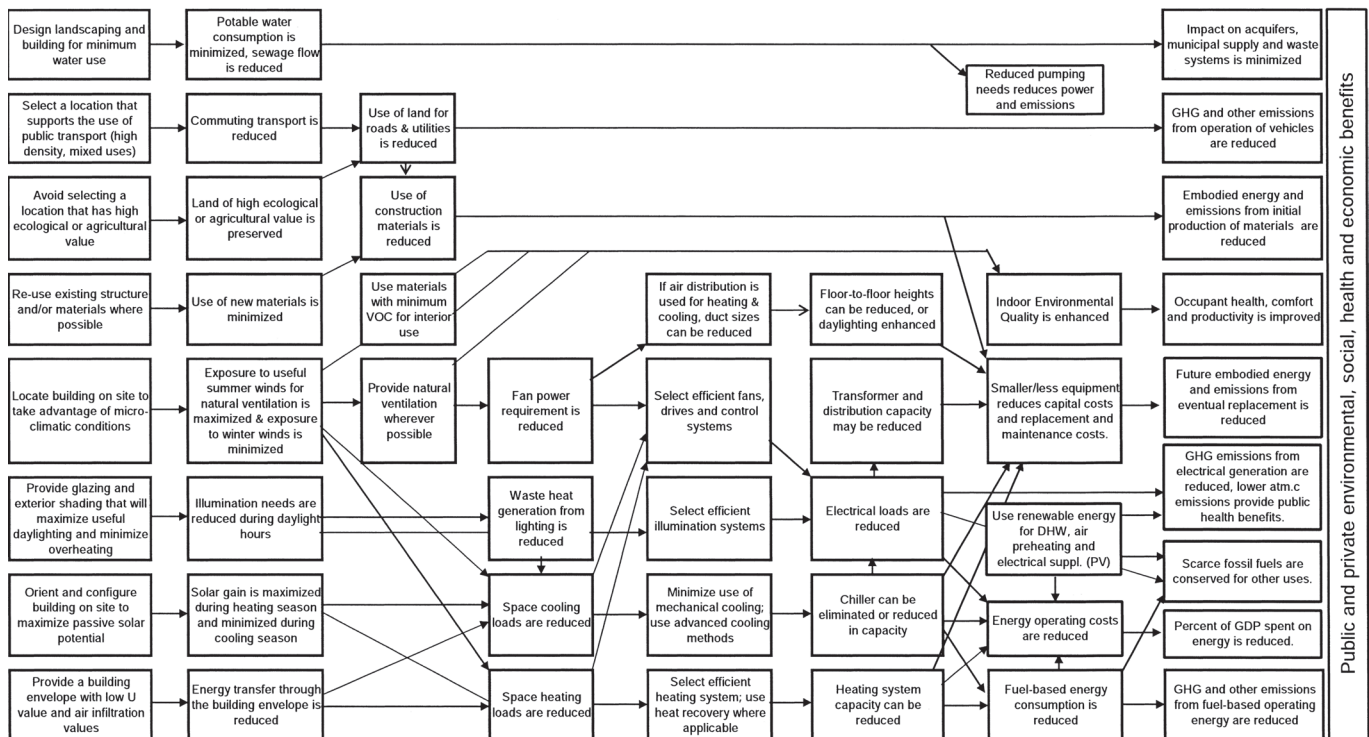 Design landscaping and
building for minimum
water use
Potable water
consumption is
minimized, sewage flow
is reduced
Impact on acquifers,
municipal supply and waste
systems is minimized
Reduced pumping
needs reduces power
and emissions
Select a location that
supports the use of
public transport (high
density, mixed uses)
Commuting transport is
reduced
Use of land for
roads & utilities
is reduced
GHG and other emissions
from operation of vehicles
are reduced
Avoid selecting a
location that has high
ecological or agricultural
value
Land of high ecological
or agricultural value is
preserved
Use of
construction
materials is
reduced
Embodied energy and
emissions from initial
production of materials are
reduced
Re-use existing structure
and/or materials where
possible
Use of new materials is
minimized
Use materials
with minimum
VOC for interior
use
If air distribution is
used for heating &
cooling, duct sizes
can be reduced
Floor-to-floor heights
can be reduced, or
daylighting enhanced
Indoor Environmental
Quality is enhanced
Occupant health, comfort
and productivity is improved
Locate building on site to
take advantage of micro-
climatic conditions
Exposure to useful
summer winds for
natural ventilation is
maximized & exposure
to winter winds is
minimized
Provide natural
ventilation
wherever
possible
Fan power
requirement is
reduced
Select efficient fans,
drives and control
systems
Transformer and
distribution capacity
may be reduced
Smaller/less equipment
reduces capital costs
and replacement and
maintenance costs.
Future embodied energy
and emissions from
eventual replacement is
reduced
Provide glazing and
exterior shading that will
maximize useful
daylighting and minimize
overheating
Illumination needs are
reduced during daylight
hours
Waste heat
generation from
lighting is
reduced
Select efficient
illumination systems
Electrical loads are
reduced
Use renewable energy
for DHW, air
preheating and
electrical suppl. (PV)
GHG emissions from
electrical generation are
reduced, lower atm.c
emissions provide public
health benefits.
Scarce fossil fuels are
conserved for other uses.
Orient and configure
building on site to
maximize passive solar
potential
Solar gain is maximized
during heating season
and minimized during
cooling season
Space cooling
loads are reduced
Minimize use of
mechanical cooling;
use advanced cooling
methods
Chiller can be
eliminated or reduced
in capacity
Energy operating costs
are reduced
Percent of GDP spent on
energy is reduced.
Provide a building
envelope with low U
value and air infiltration
values
Energy transfer through
the building envelope is
reduced
Space heating
loads are reduced
Select efficient
heating system; use
heat recovery where
applicable
Heating system
capacity can be
reduced
Fuel-based energy
consumption is
reduced
GHG and other emissions
from fuel-based operating
energy are reduced
Public and private environmental, social, health and economic benefits